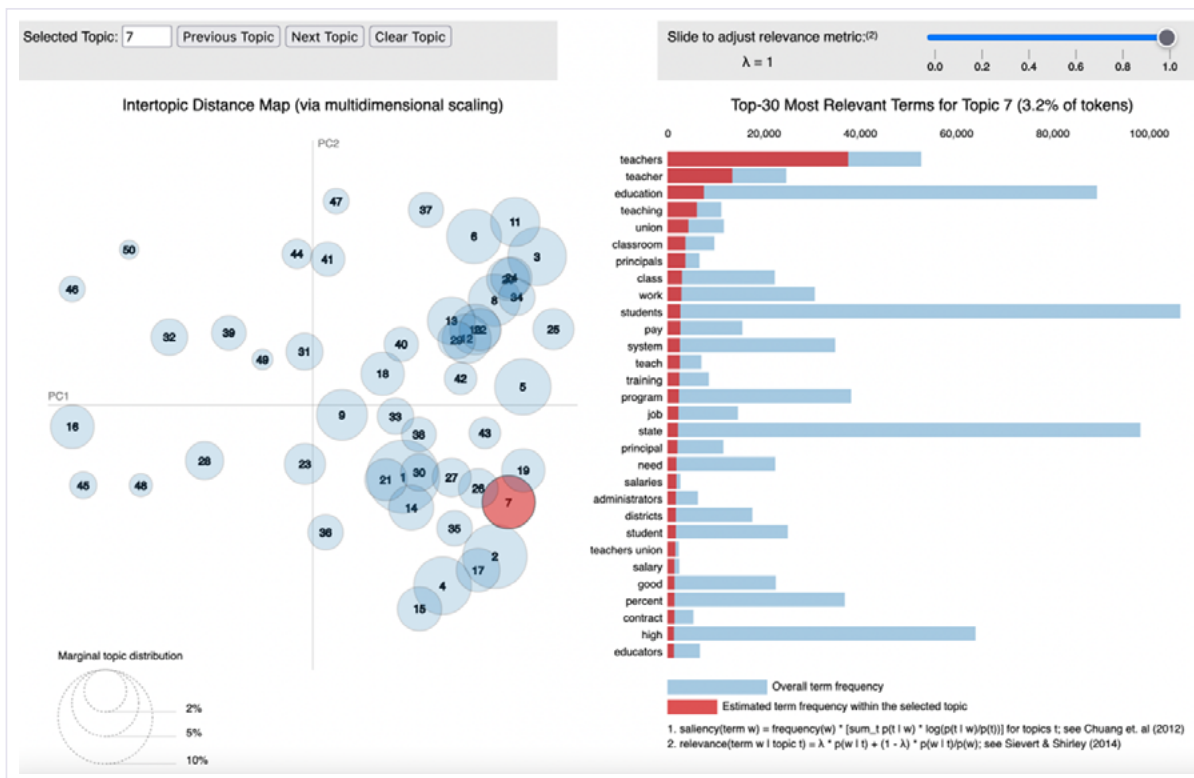 Selected Topic: 7 Previous Topic Next Topic Clear Topic
Slide to adjust relevance metric:(2)
λ = 1
0.0 0.2 0.4 0.6 0.8 1.0
Intertopic Distance Map (via multidimensional scaling)
PC2
PC1
47
37
11
6
50
44
41
3
24
46
8
34
13
25
32
39
29
12
40
31
49
18
42
5
9
33
16
38
43
28
23
19
21
1
30
27
26
45
48
7
14
36
35
2
17
4
15
Marginal topic distribution
2%
5%
10%
Top-30 Most Relevant Terms for Topic 7 (3.2% of tokens)
0 20,000 40,000 60,000 80,000 100,000
teachers
teacher
education
teaching
union
classroom
principals
class
work
students
pay
system
teach
training
program
job
state
principal
need
salaries
administrators
districts
student
teachers union
salary
good
percent
contract
high
educators
Overall term frequency
Estimated term frequency within the selected topic
1. saliency(term w) = frequency(w) * [sum_t p(t | w) * log(p(t | w)/p(t))] for topics t; see Chuang et. al (2012)
2. relevance(term w | topic t) = λ * p(w | t) + (1 - λ) * p(w | t)/p(w); see Sievert & Shirley (2014)